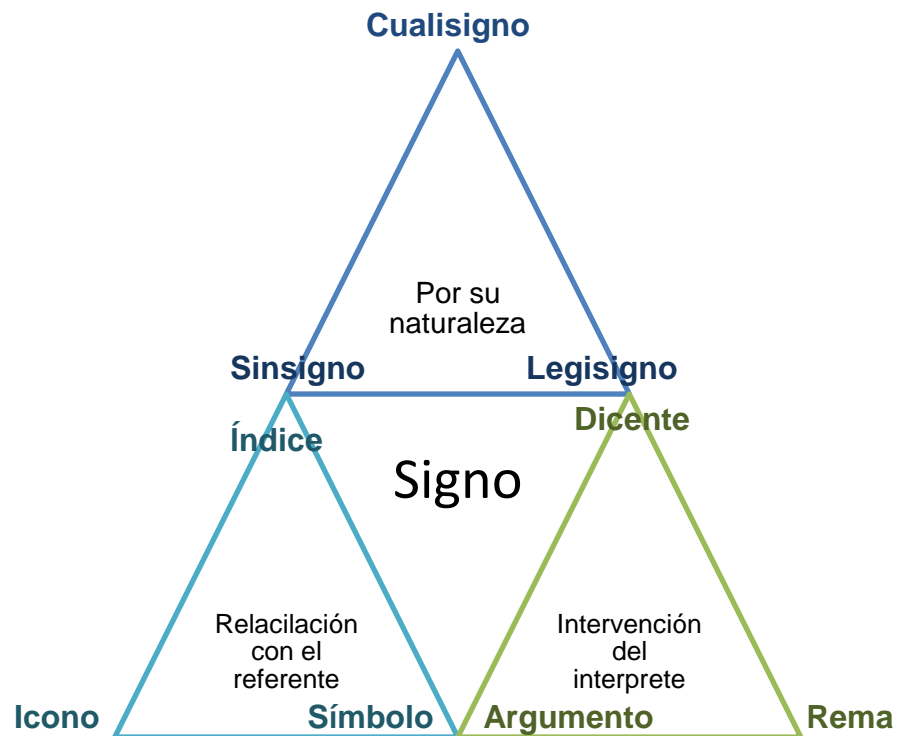 Cualisigno
Por su
naturaleza
Sinsigno
Legisigno
Índice
Dicente
Signo
Relacilación
con el
referente
Intervención
del
interprete
Icono
Símbolo
Argumento
Rema